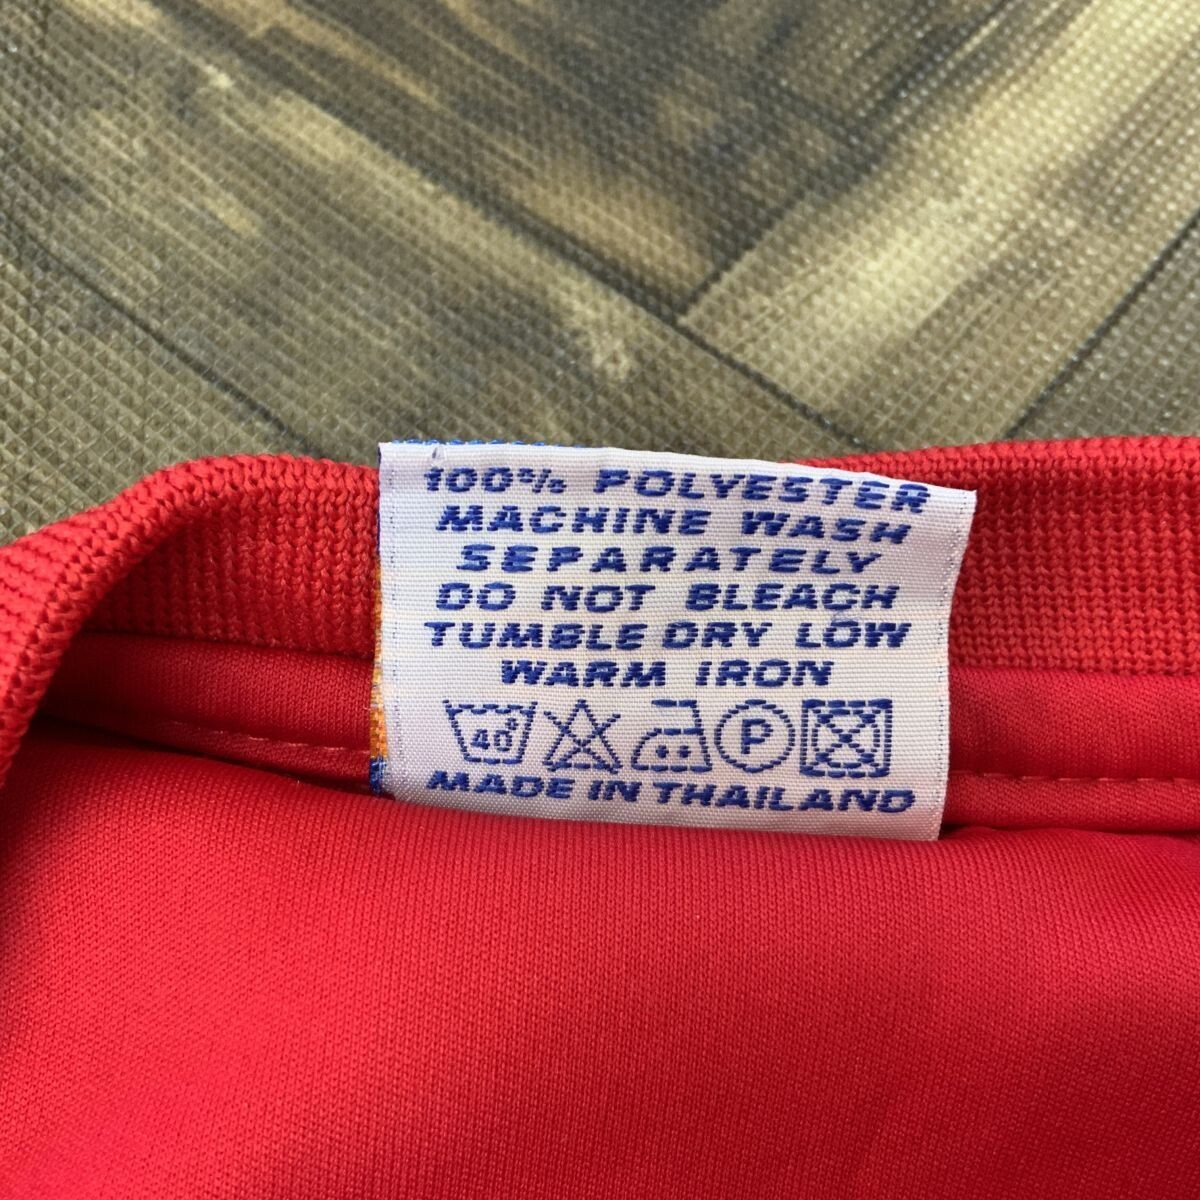 100% POLYESTER
MACHINE WASH
SEPARATELY
DO NOT BLEACH
TUMBLE DRY LOW
WARM IRON
40° P
MADE IN THAILAND